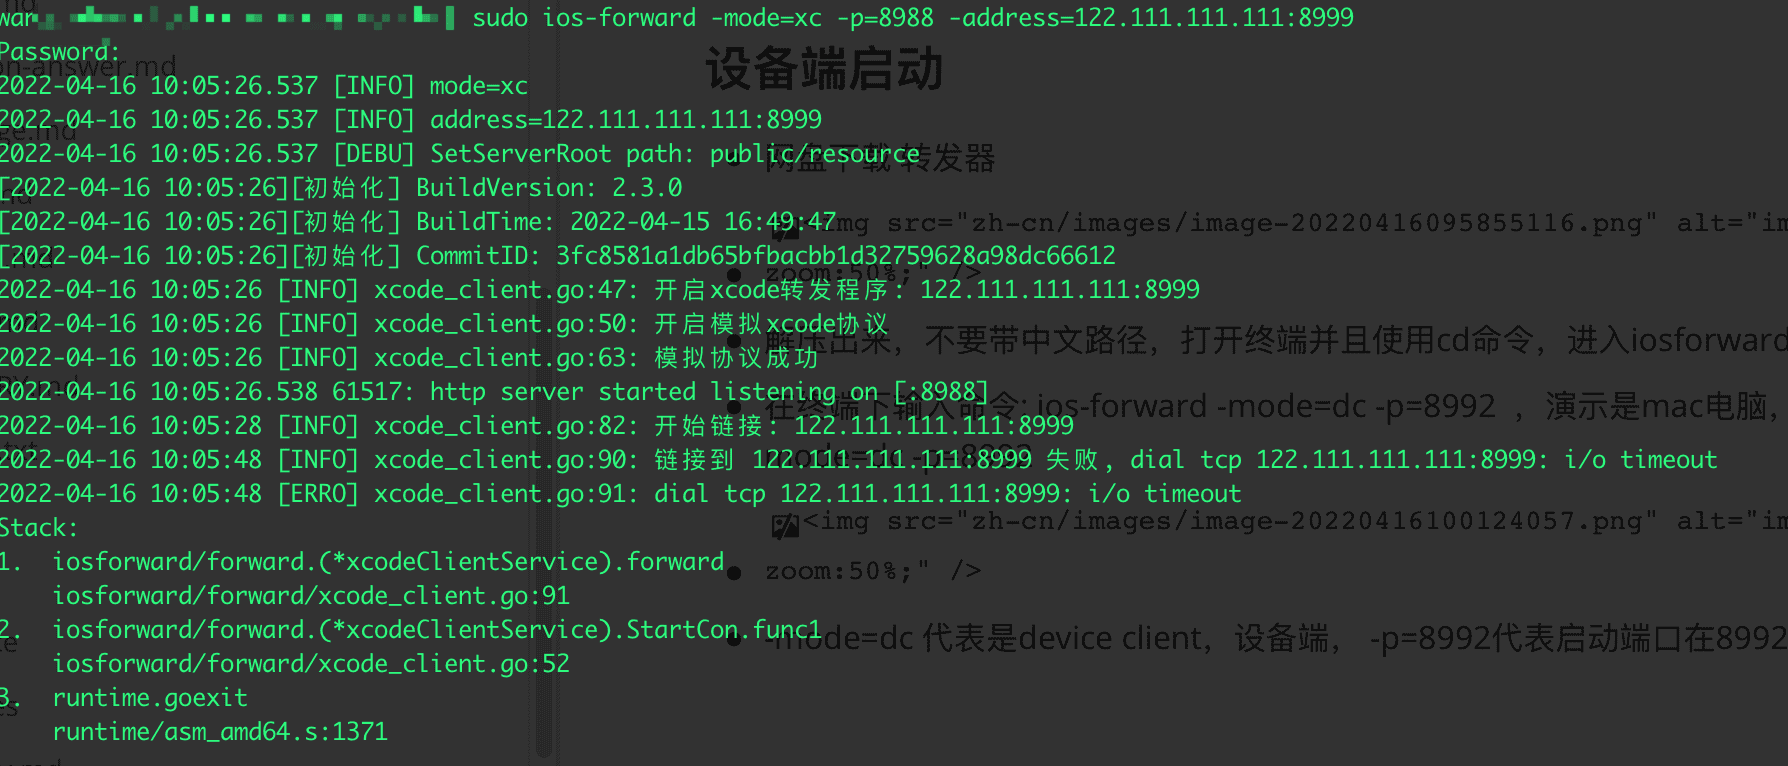 sudo ios-forward -mode=xc -p=8988 -address=122.111.111.111:8999
Password:
2022-04-16 10:05:26.537 [INFO] mode=xc
2022-04-16 10:05:26.537 [INFO] address=122.111.111.111:8999
2022-04-16 10:05:26.537 [DEBU] SetServerRoot path: public/resource
[2022-04-16 10:05:26][初始化] BuildVersion: 2.3.0
[2022-04-16 10:05:26][初始化] BuildTime: 2022-04-15 16:49:47
[2022-04-16 10:05:26][初始化] CommitID: 3fc8581a1db65bfbacbb1d32759628a98dc66612
2022-04-16 10:05:26 [INFO] xcode_client.go:47: 开启xcode转发程序: 122.111.111.111:8999
2022-04-16 10:05:26 [INFO] xcode_client.go:50: 开启模拟xcode协议
2022-04-16 10:05:26 [INFO] xcode_client.go:63: 模拟协议成功
2022-04-16 10:05:26.538 61517: http server started listening on [:8988]
2022-04-16 10:05:28 [INFO] xcode_client.go:82: 开始链接: 122.111.111.111:8999
2022-04-16 10:05:48 [INFO] xcode_client.go:90: 链接到 122.111.111.111:8999 失败, dial tcp 122.111.111.111:8999: i/o timeout
2022-04-16 10:05:48 [ERRO] xcode_client.go:91: dial tcp 122.111.111.111:8999: i/o timeout
Stack:
1. iosforward/forward.(*xcodeClientService).forward
iosforward/forward/xcode_client.go:91
2. iosforward/forward.(*xcodeClientService).StartCon.func1
iosforward/forward/xcode_client.go:52
3. runtime.goexit
runtime/asm_amd64.s:1371
设备端启动
网盘下载 转发器
<img src="zh-cn/images/image-20220416095855116.png" alt="im
zoom:50%;" />
解压出来，不要带中文路径，打开终端并且使用cd命令，进入iosforward
在终端下输入命令: ios-forward -mode=dc -p=8992 ，演示是mac电脑，
<img src="zh-cn/images/image-20220416100124057.png" alt="im
zoom:50%;" />
-mode=dc 代表是device client，设备端， -p=8992代表启动端口在8992